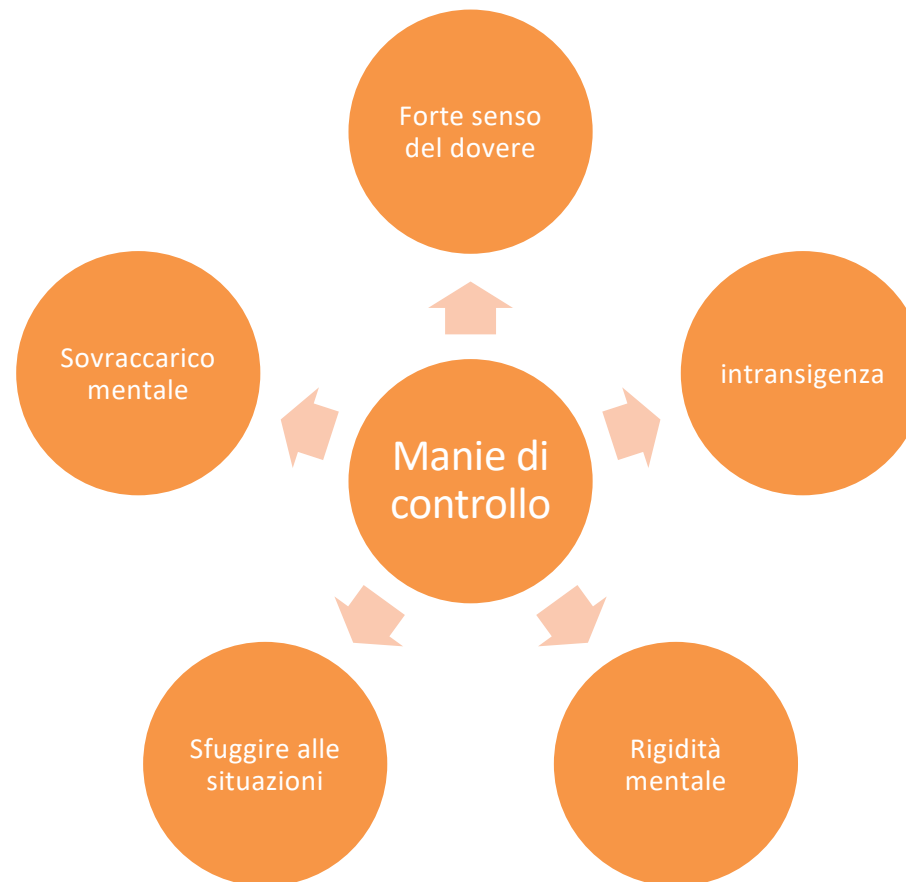 Forte senso
del dovere
Sovraccarico
mentale
intransigenza
Manie di
controllo
Sfuggire alle
situazioni
Rigidità
mentale